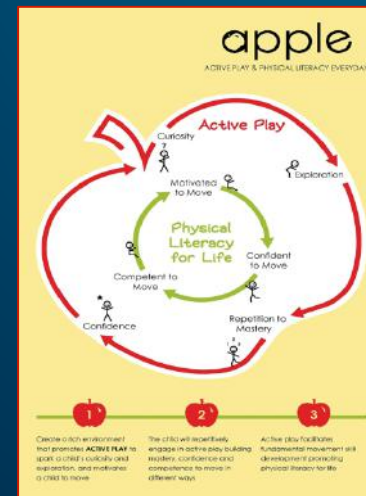 apple
ACTIVE PLAY & PHYSICAL LITERACY EVERYDAY
Active Play
Curiosity
?
Exploration
Motivated
to Move
Physical
Literacy
for Life
Confident
to Move
Competent to
Move
Repetition to
Mastery
Confidence
1
2
3
Create a rich environment
that promotes ACTIVE PLAY to
spark a child's curiosity and
exploration, and motivates
a child to move
The child will repetitively
engage in active play building
mastery, confidence and
competence to move in
different ways
Active play facilitates
fundamental movement skill
development promoting
physical literacy for life